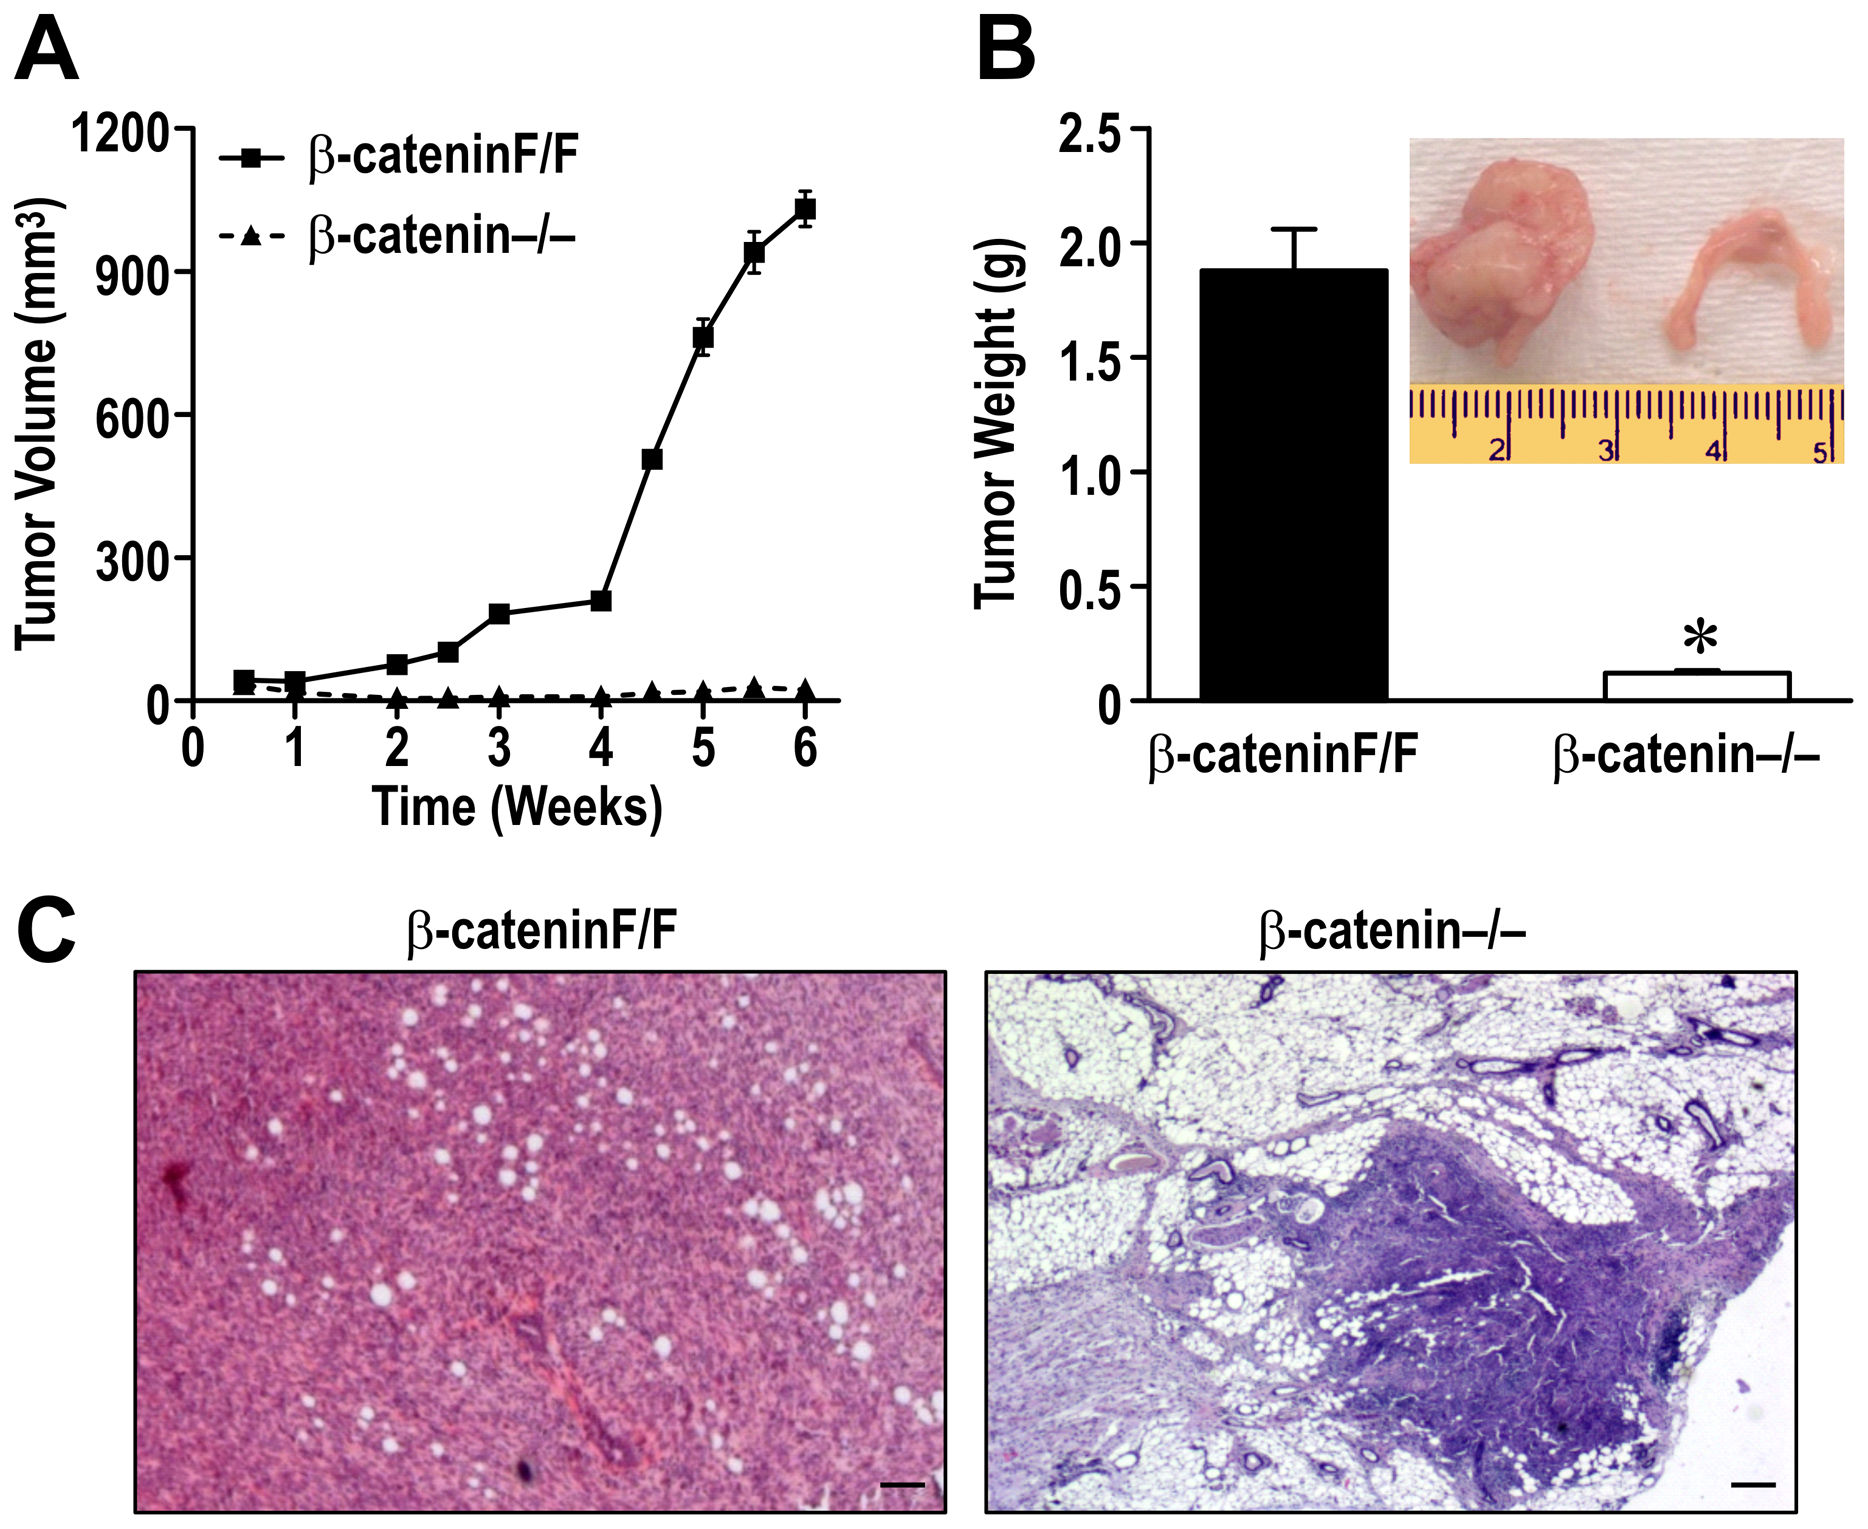 A
1200
900
600
300
0
Tumor Volume (mm3)
β-cateninF/F
β-catenin–/–
0 1 2 3 4 5 6
Time (Weeks)
B
2.5
2.0
1.5
1.0
0.5
0
Tumor Weight (g)
2 3 4 5
*
β-cateninF/F β-catenin–/–
C
β-cateninF/F β-catenin–/–